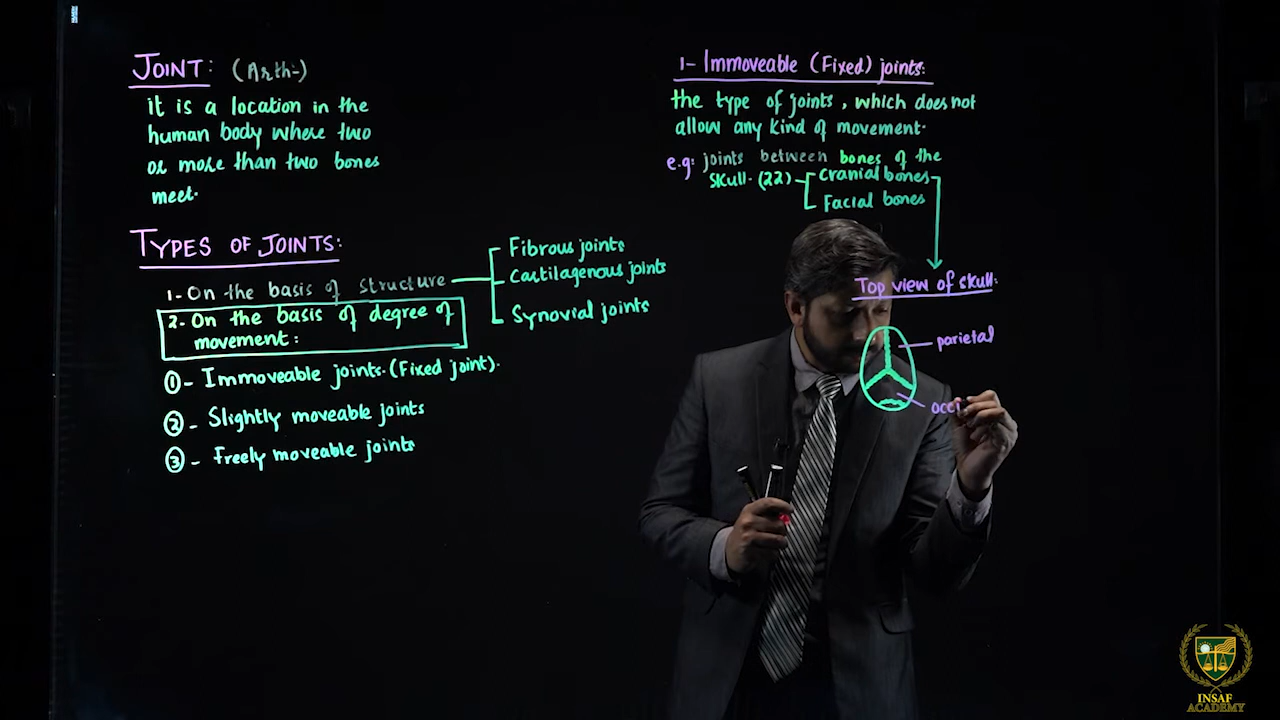 JOINT: (Arth-)
it is a location in the
human body where two
or more than two bones
meet.
TYPES OF JOINTS:
1- On the basis of structure
Fibrous joints
Cartilagenous joints
Synovial joints
2. On the basis of degree of
movement:
1 - Immoveable joints. (Fixed joint).
2 - Slightly moveable joints
3 - freely moveable joints
1- Immoveable (Fixed) joints:
the type of joints, which does not
allow any kind of movement.
e.g: joints between bones of the
skull. (22)
Cranial bones
Facial bones
Top view of skull:
parietal
occi
INSAF
ACADEMY